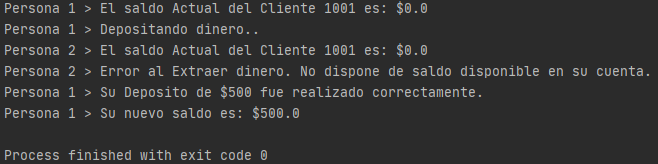 Persona 1 > El saldo Actual del Cliente 1001 es: $0.0
Persona 1 > Depositando dinero..
Persona 2 > El saldo Actual del Cliente 1001 es: $0.0
Persona 2 > Error al Extraer dinero. No dispone de saldo disponible en su cuenta.
Persona 1 > Su Deposito de $500 fue realizado correctamente.
Persona 1 > Su nuevo saldo es: $500.0
Process finished with exit code 0